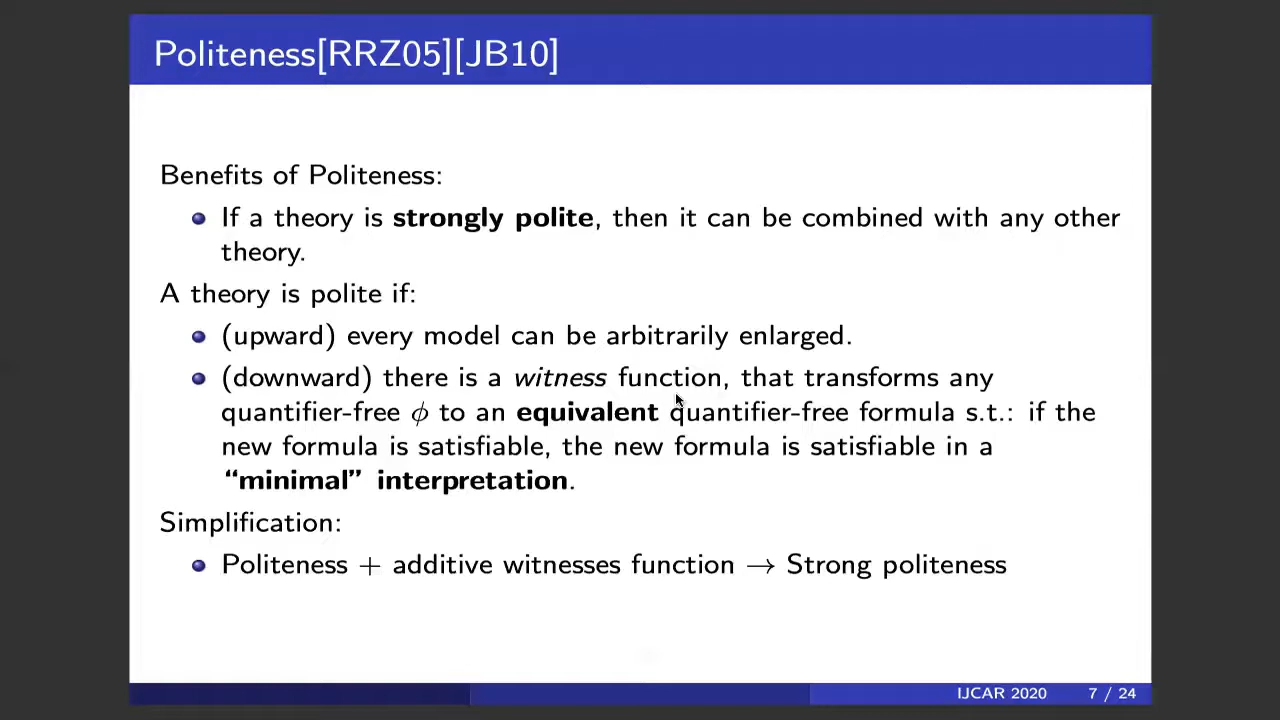 Politeness[RRZ05][JB10]
Benefits of Politeness:
If a theory is strongly polite, then it can be combined with any other
theory.
A theory is polite if:
(upward) every model can be arbitrarily enlarged.
(downward) there is a witness function, that transforms any
quantifier-free ϕ to an equivalent quantifier-free formula s.t.: if the
new formula is satisfiable, the new formula is satisfiable in a
“minimal” interpretation.
Simplification:
Politeness + additive witnesses function → Strong politeness
IJCAR 2020 7 / 24